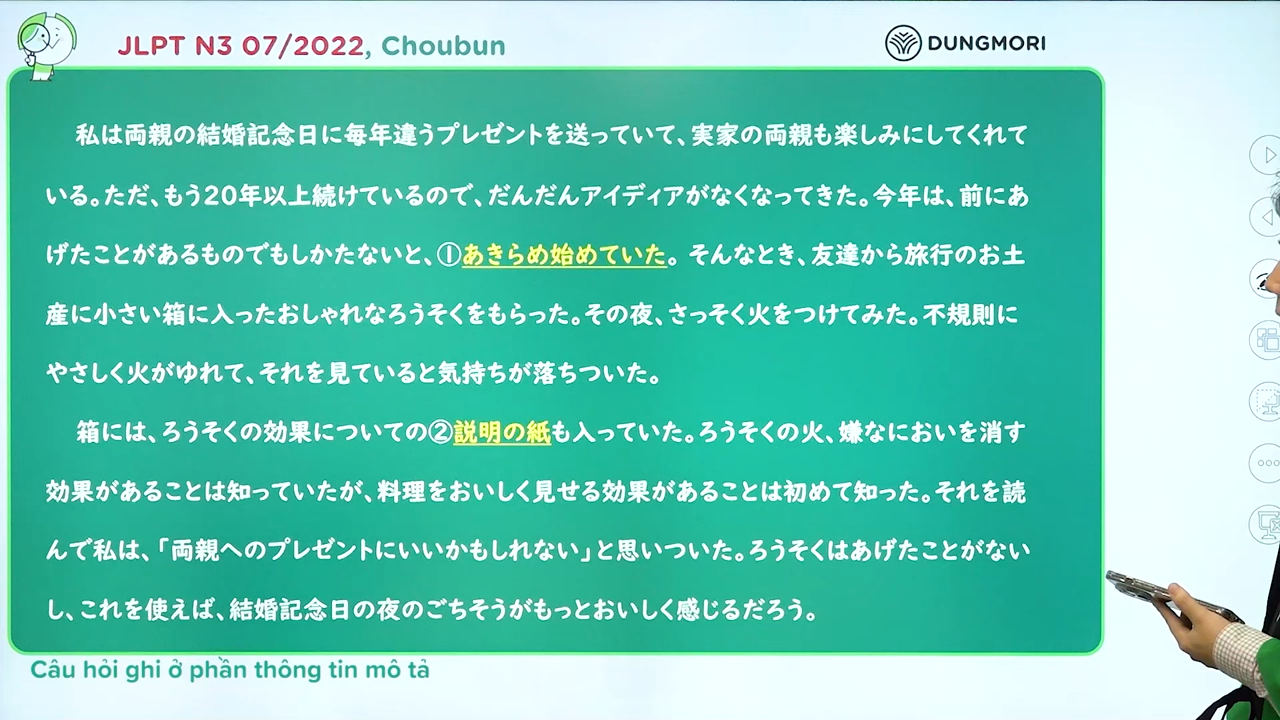 JLPT N3 07/2022, Choubun
DUNGMORI
私は両親の結婚記念日に毎年違うプレゼントを送っていて、実家の両親も楽しみにしてくれて
いる。ただ、もう20年以上続けているので、だんだんアイディアがなくなってきた。今年は、前にあ
げたことがあるものでもしかたないと、①あきらめ始めていた。そんなとき、友達から旅行のお土
産に小さい箱に入ったおしゃれなろうそくをもらった。その夜、さっそく火をつけてみた。不規則に
やさしく火がゆれて、それを見ていると気持ちが落ちついた。
箱には、ろうそくの効果についての②説明の紙も入っていた。ろうそくの火、嫌なにおいを消す
効果があることは知っていたが、料理をおいしく見せる効果があることは初めて知った。それを読
んで私は、「両親へのプレゼントにいいかもしれない」と思いついた。ろうそくはあげたことがない
し、これを使えば、結婚記念日の夜のごちそうがもっとおいしく感じるだろう。
Câu hỏi ghi ở phần thông tin mô tả